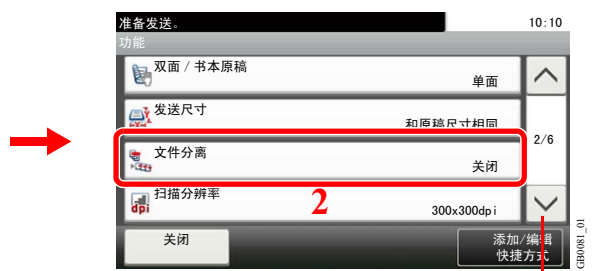 准备发送。
10:10
功能
双面 / 书本原稿
单面
发送尺寸
和原稿尺寸相同
2/6
文件分离
关闭
扫描分辨率
dpi
2
300x300dpi
关闭
添加/编辑
快捷方式
GB0081_01